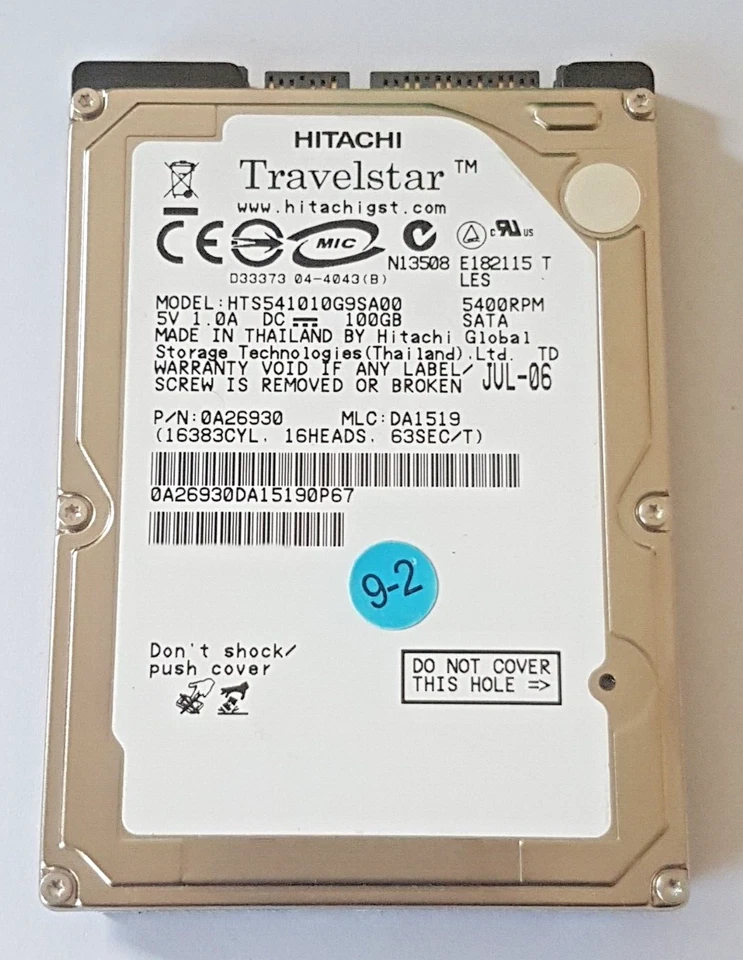 HITACHI
Travelstar™
www.hitachigst.com
CE MIC c UL US
N13508 E182115 T
D33373 04-4043(B) LES
MODEL:HTS541010G9SA00 5400RPM
5V 1.0A DC 100GB SATA
MADE IN THAILAND BY Hitachi Global
Storage Technologies(Thailand).Ltd. TD
WARRANTY VOID IF ANY LABEL/
SCREW IS REMOVED OR BROKEN JUL-06
P/N:0A26930 MLC:DA1519
(16383CYL. 16HEADS. 63SEC/T)
0A26930DA15190P67
9-2
Don't shock/
push cover
DO NOT COVER
THIS HOLE =>